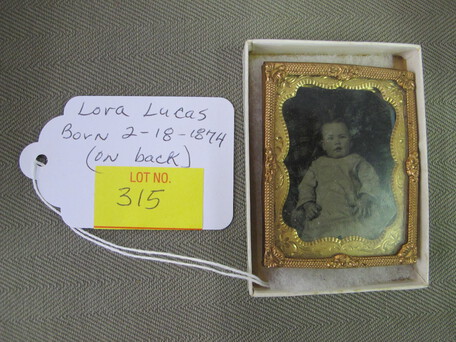 Lora Lucas
Born 2-18-1874
(on back)
LOT NO.
315